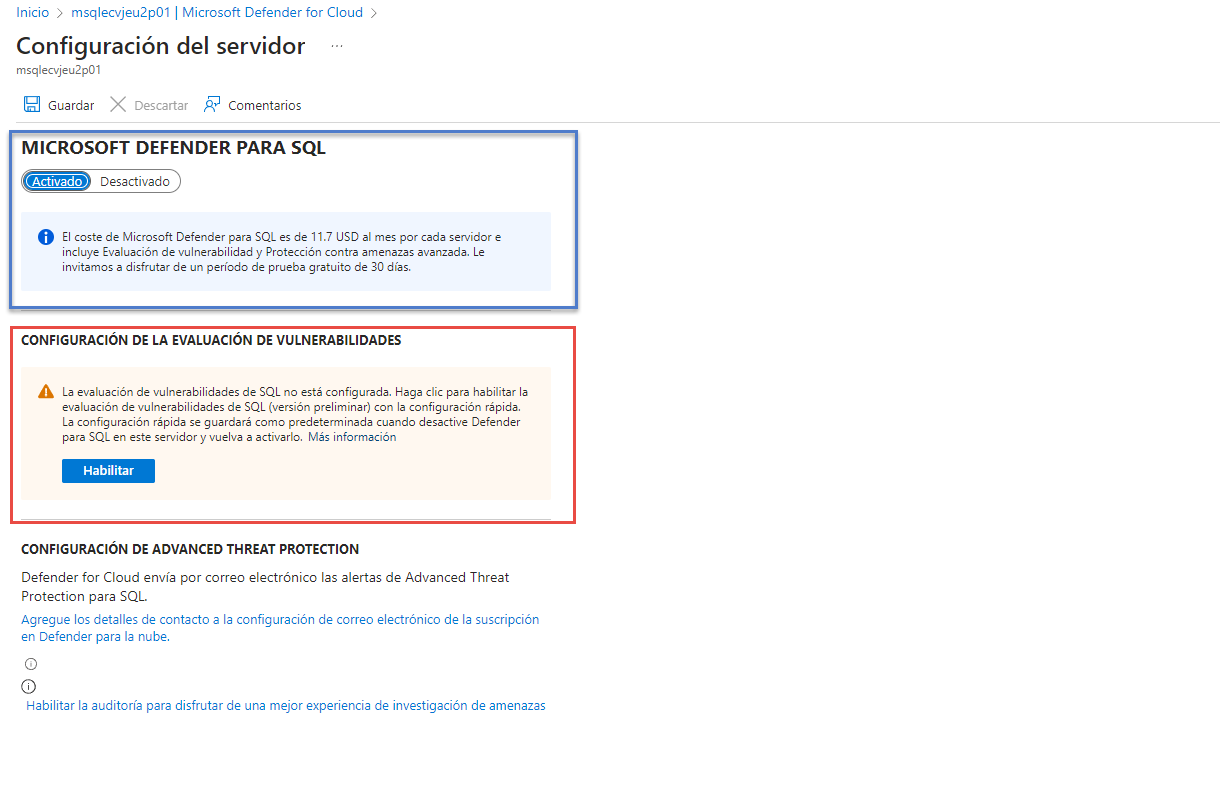 Inicio > msqlecvjeu2p01 | Microsoft Defender for Cloud >
Configuración del servidor ...
msqlecvjeu2p01
Guardar Descartar Comentarios
MICROSOFT DEFENDER PARA SQL
Activado Desactivado
El coste de Microsoft Defender para SQL es de 11.7 USD al mes por cada servidor e
incluye Evaluación de vulnerabilidad y Protección contra amenazas avanzada. Le
invitamos a disfrutar de un período de prueba gratuito de 30 días.
CONFIGURACIÓN DE LA EVALUACIÓN DE VULNERABILIDADES
La evaluación de vulnerabilidades de SQL no está configurada. Haga clic para habilitar la
evaluación de vulnerabilidades de SQL (versión preliminar) con la configuración rápida.
La configuración rápida se guardará como predeterminada cuando desactive Defender
para SQL en este servidor y vuelva a activarlo. Más información
Habilitar
CONFIGURACIÓN DE ADVANCED THREAT PROTECTION
Defender for Cloud envía por correo electrónico las alertas de Advanced Threat
Protection para SQL.
Agregue los detalles de contacto a la configuración de correo electrónico de la suscripción
en Defender para la nube.
Habilitar la auditoría para disfrutar de una mejor experiencia de investigación de amenazas